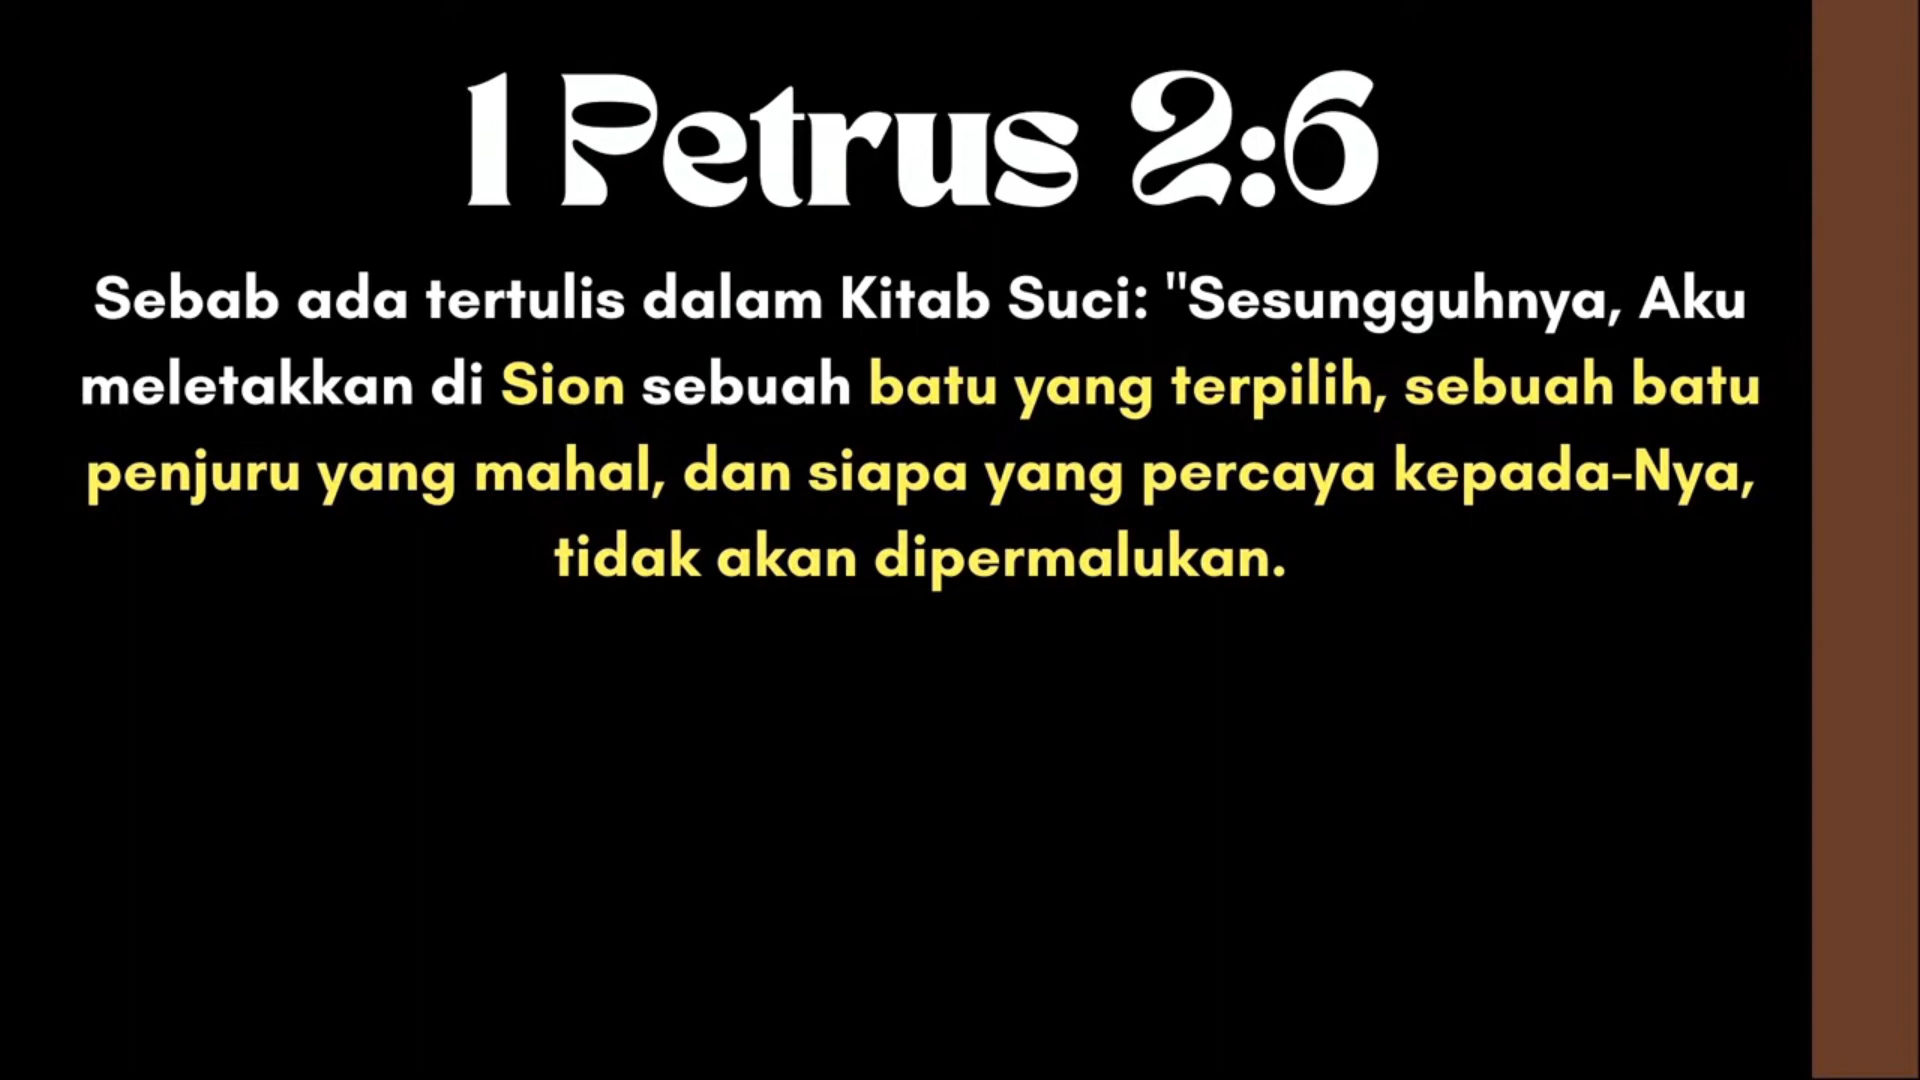 1 Petrus 2:6
Sebab ada tertulis dalam Kitab Suci: "Sesungguhnya, Aku
meletakkan di Sion sebuah batu yang terpilih, sebuah batu
penjuru yang mahal, dan siapa yang percaya kepada-Nya,
tidak akan dipermalukan.